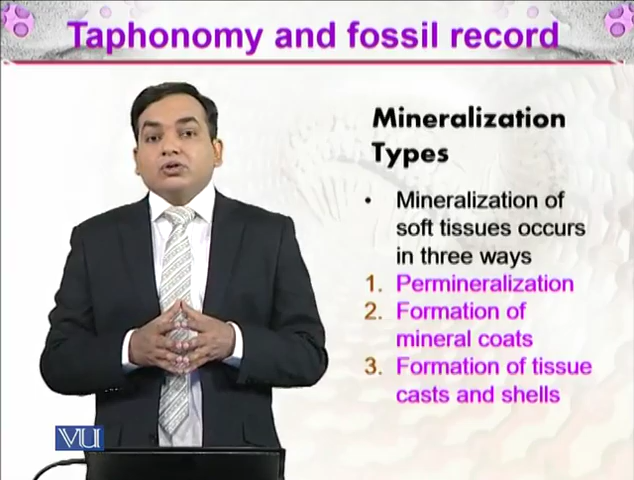 Taphonomy and fossil record
Mineralization
Types
• Mineralization of
soft tissues occurs
in three ways
1. Permineralization
2. Formation of
mineral coats
3. Formation of tissue
casts and shells
VU